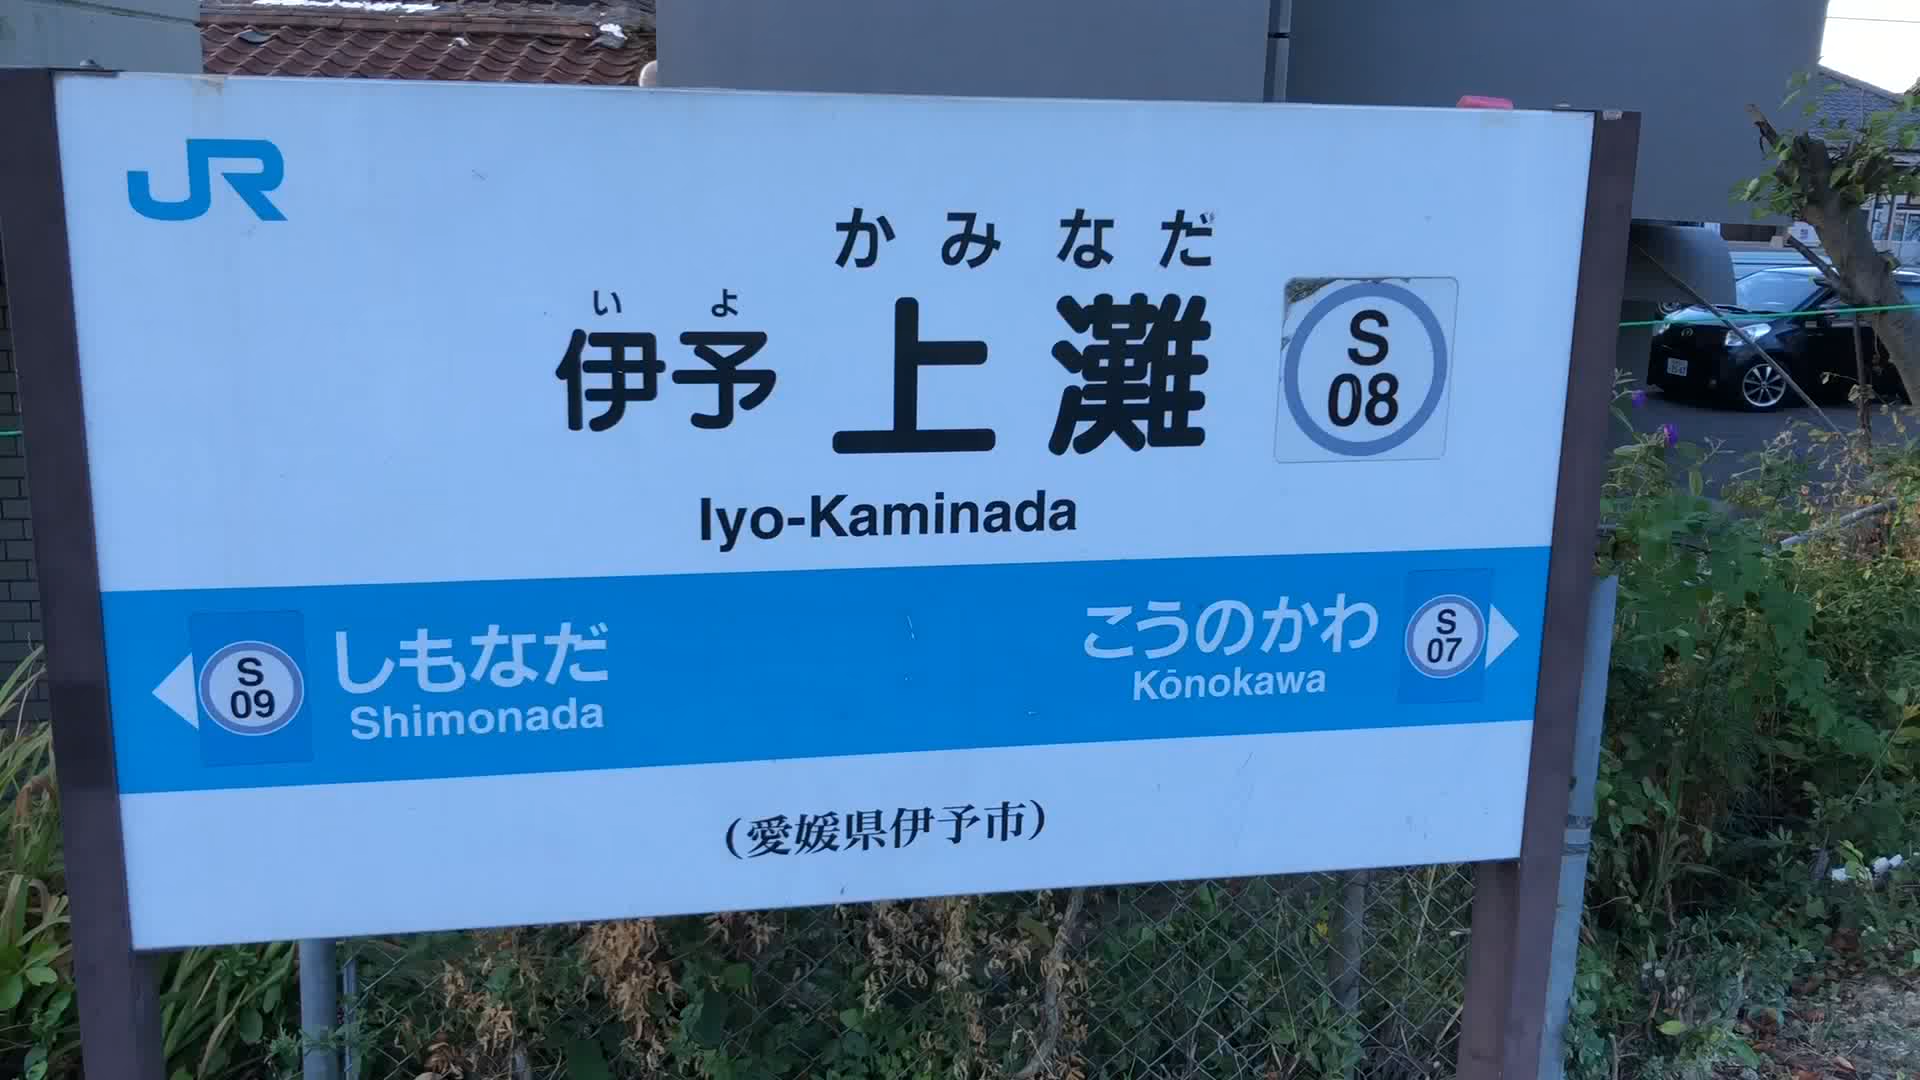 JR
かみなだ
いよ
伊予上灘
S
08
Iyo-Kaminada
S
09
しもなだ
Shimonada
こうのかわ
Kōnokawa
S
07
（愛媛県伊予市）